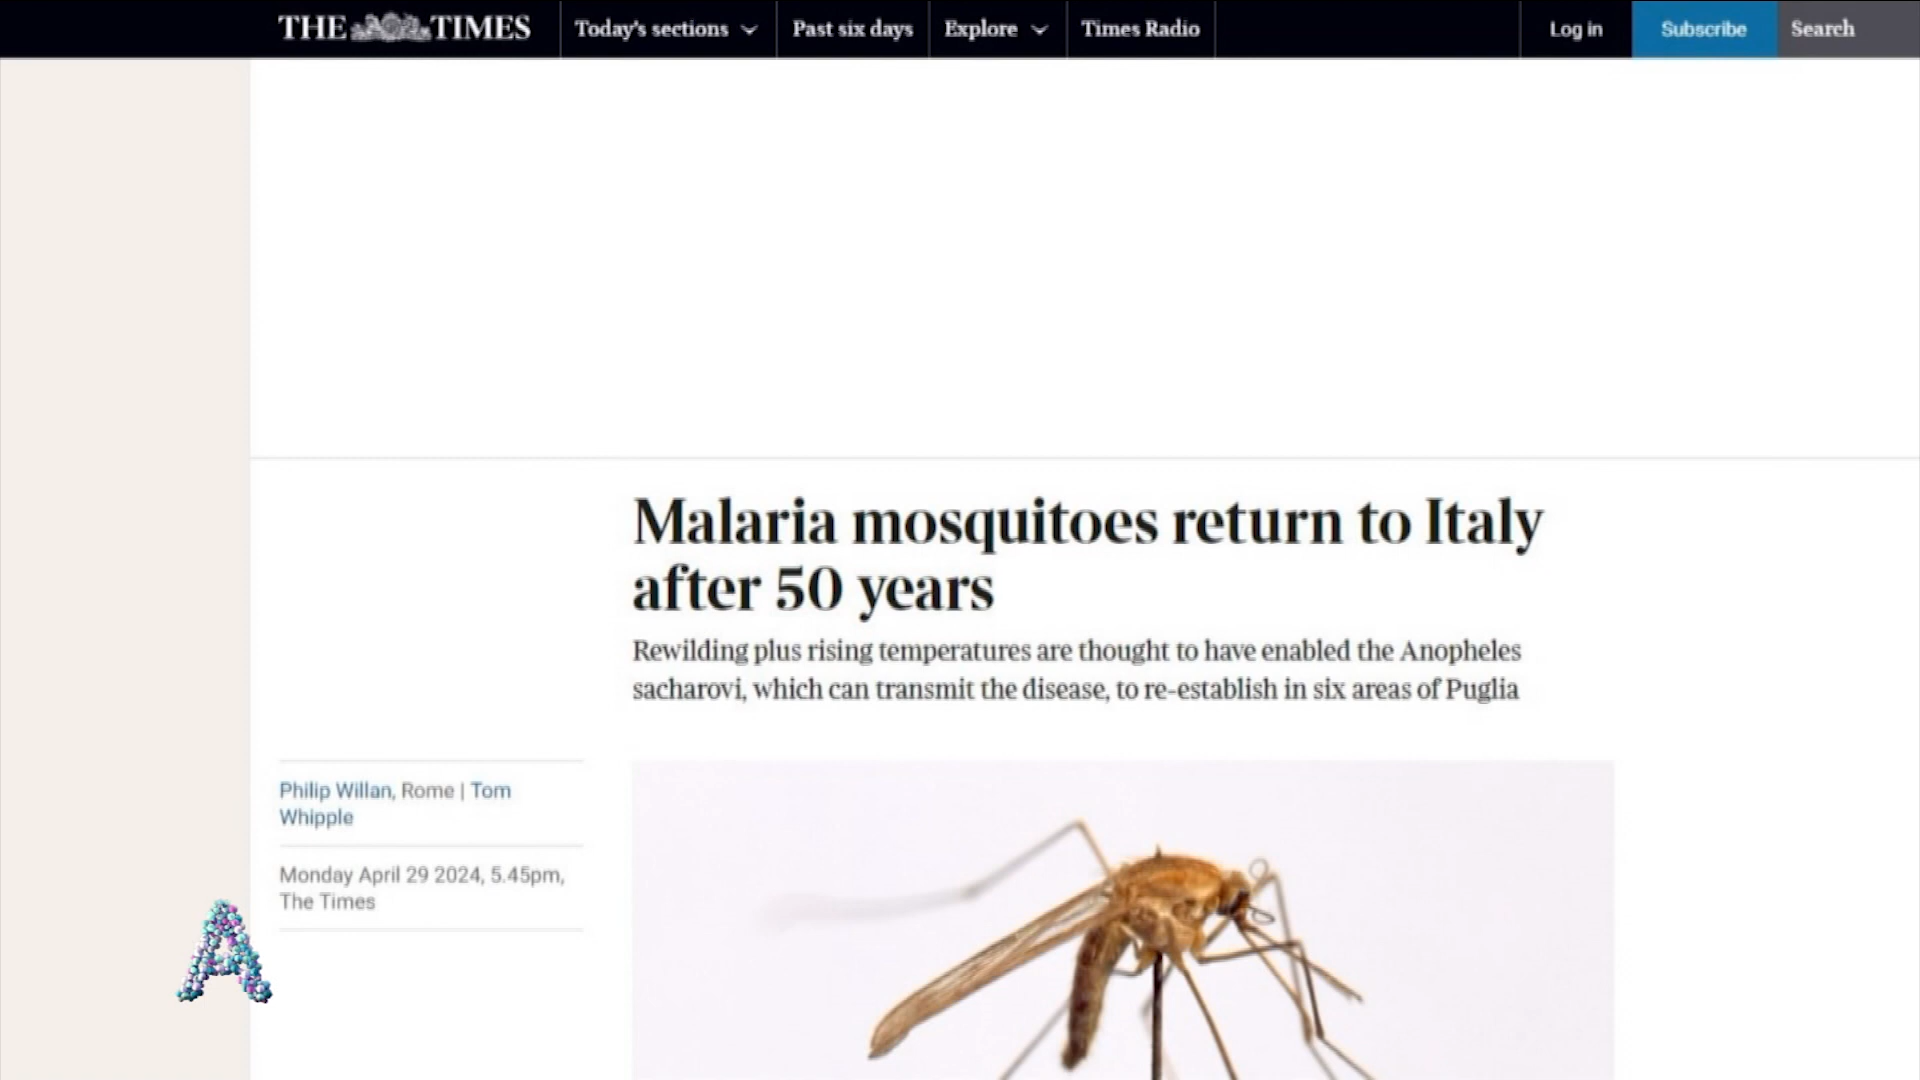 THE TIMES
Today's sections
Past six days
Explore
Times Radio
Log in
Subscribe
Search
Malaria mosquitoes return to Italy
after 50 years
Rewilding plus rising temperatures are thought to have enabled the Anopheles
sacharovi, which can transmit the disease, to re-establish in six areas of Puglia
Philip Willan, Rome | Tom
Whipple
Monday April 29 2024, 5.45pm,
The Times
A